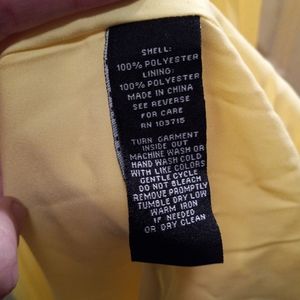 SHELL:
100% POLYESTER
LINING:
100% POLYESTER
MADE IN CHINA
SEE REVERSE
FOR CARE
RN 103715
TURN GARMENT
INSIDE OUT
MACHINE WASH OR
HAND WASH COLD
WITH LIKE COLORS
GENTLE CYCLE
DO NOT BLEACH
REMOVE PROMPTLY
TUMBLE DRY LOW
WARM IRON
IF NEEDED
OR DRY CLEAN